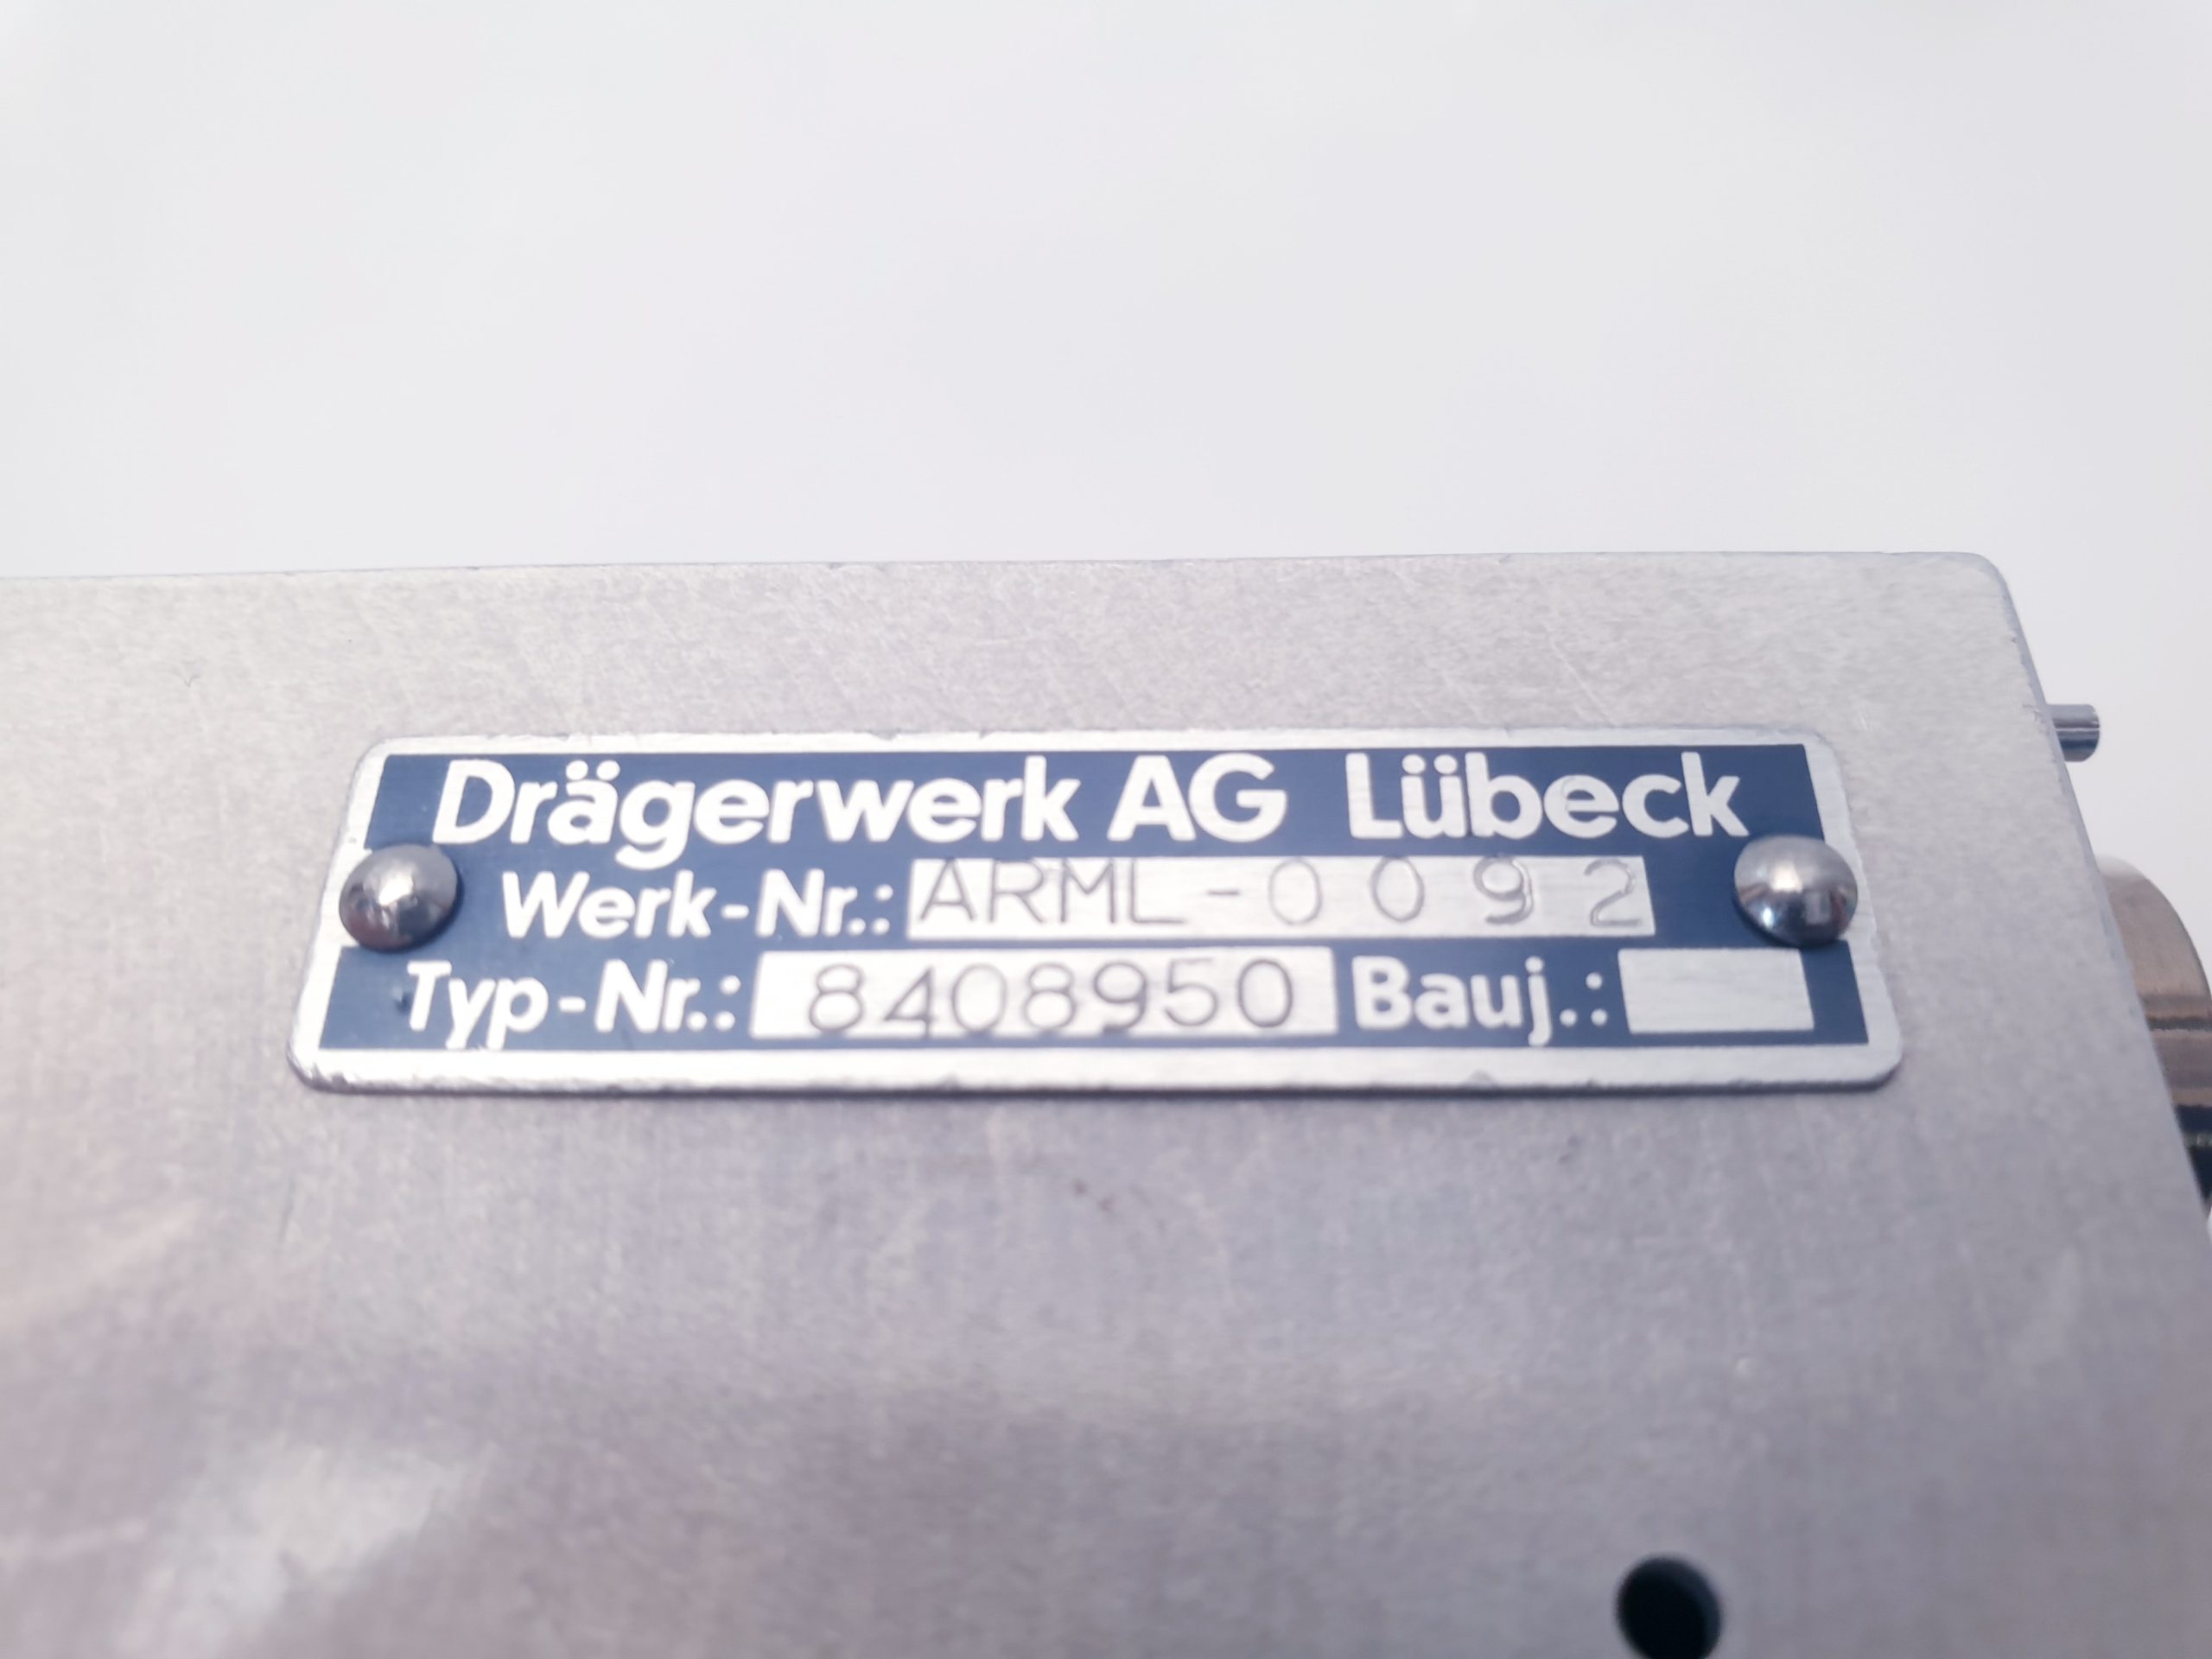 Drägerwerk AG Lübeck
Werk-Nr.: ARML-0092
Typ-Nr.: 8408950 Bauj.: